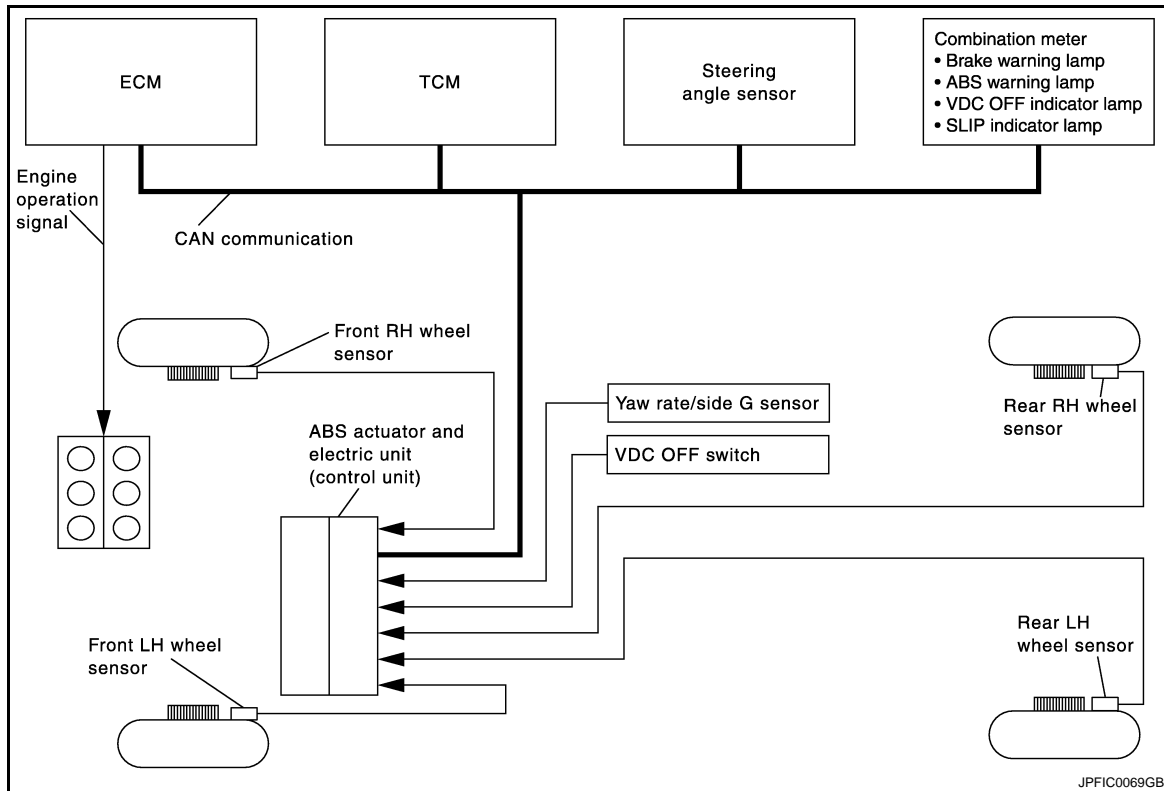 ECM
TCM
Steering
angle sensor
Combination meter
• Brake warning lamp
• ABS warning lamp
• VDC OFF indicator lamp
• SLIP indicator lamp
Engine
operation
signal
CAN communication
Front RH wheel
sensor
Rear RH wheel
sensor
Yaw rate/side G sensor
VDC OFF switch
ABS actuator and
electric unit
(control unit)
Front LH wheel
sensor
Rear LH
wheel sensor
JPFIC0069GB